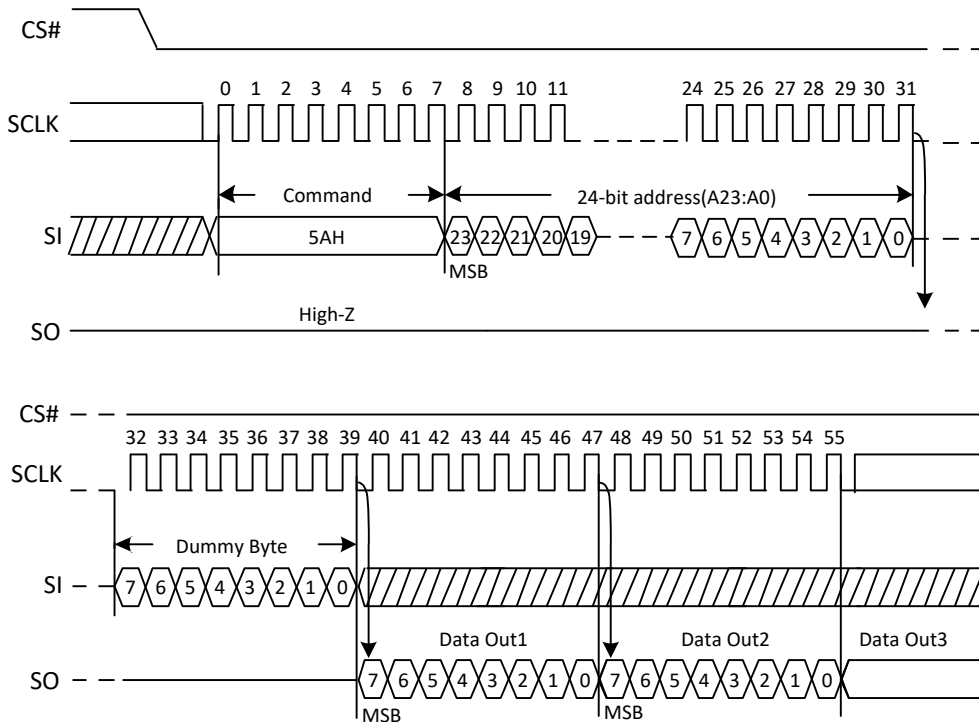 CS#
0 1 2 3 4 5 6 7 8 9 10 11 24 25 26 27 28 29 30 31
SCLK
Command 24-bit address(A23:A0)
SI 5AH 23 22 21 20 19 7 6 5 4 3 2 1 0
MSB
High-Z
SO
CS#
32 33 34 35 36 37 38 39 40 41 42 43 44 45 46 47 48 49 50 51 52 53 54 55
SCLK
Dummy Byte
SI 7 6 5 4 3 2 1 0
Data Out1 Data Out2 Data Out3
SO 7 6 5 4 3 2 1 0 7 6 5 4 3 2 1 0
MSB MSB